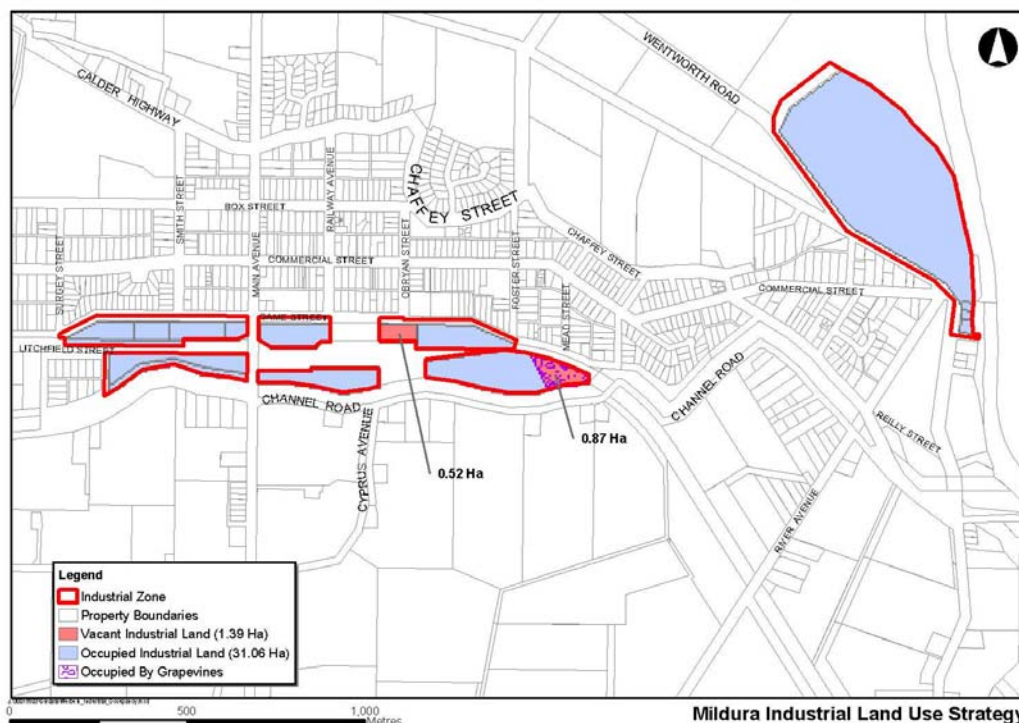 WENTWORTH ROAD
CALDER HIGHWAY
CHAFFEY STREET
SMITH STREET
RAILWAY AVENUE
BOX STREET
MAIN AVENUE
OBRYAN STREET
FOSTER STREET
CHAFFEY STREET
SURGEY STREET
COMMERCIAL STREET
COMMERCIAL STREET
MEAD STREET
GAME STREET
LITCHFIELD STREET
CHANNEL ROAD
CHANNEL ROAD
CYPRUS AVENUE
REILLY STREET
0.87 Ha
0.52 Ha
RIVER AVENUE
Legend
Industrial Zone
Property Boundaries
Vacant Industrial Land (1.39 Ha)
Occupied Industrial Land (31.06 Ha)
Occupied By Grapevines
0 500 1,000
Metres
Mildura Industrial Land Use Strategy